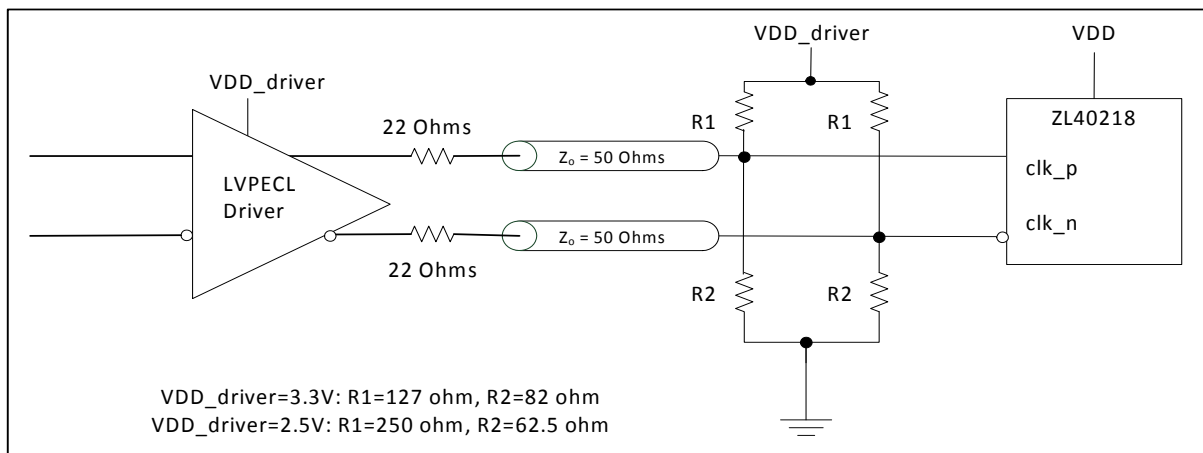 VDD_driver
VDD
VDD_driver
22 Ohms
R1
R1
ZL40218
Zo = 50 Ohms
clk_p
LVPECL
Driver
clk_n
Zo = 50 Ohms
22 Ohms
R2
R2
VDD_driver=3.3V: R1=127 ohm, R2=82 ohm
VDD_driver=2.5V: R1=250 ohm, R2=62.5 ohm